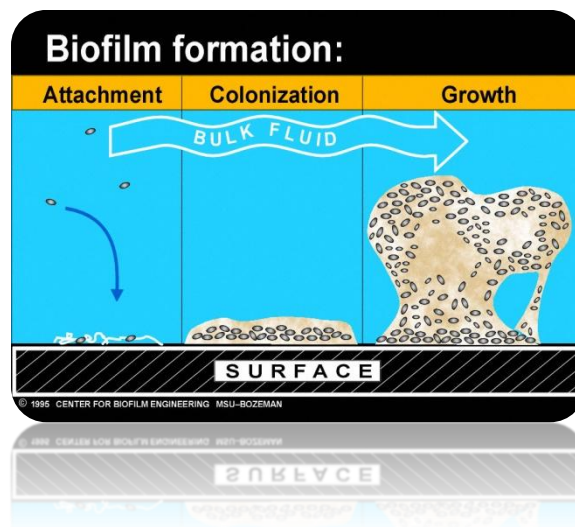 Biofilm formation:
Attachment Colonization Growth
BULK FLUID
SURFACE
© 1995 CENTER FOR BIOFILM ENGINEERING MSU–BOZEMAN